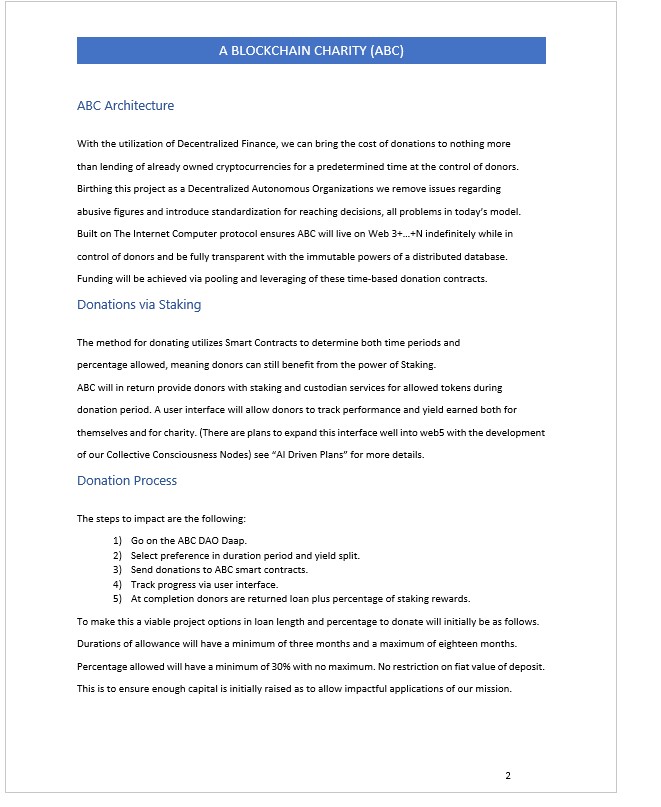 A BLOCKCHAIN CHARITY (ABC)
ABC Architecture
With the utilization of Decentralized Finance, we can bring the cost of donations to nothing more
than lending of already owned cryptocurrencies for a predetermined time at the control of donors.
Birthing this project as a Decentralized Autonomous Organizations we remove issues regarding
abusive figures and introduce standardization for reaching decisions, all problems in today's model.
Built on The Internet Computer protocol ensures ABC will live on Web 3+...+N indefinitely while in
control of donors and be fully transparent with the immutable powers of a distributed database.
Funding will be achieved via pooling and leveraging of these time-based donation contracts.
Donations via Staking
The method for donating utilizes Smart Contracts to determine both time periods and
percentage allowed, meaning donors can still benefit from the power of Staking.
ABC will in return provide donors with staking and custodian services for allowed tokens during
donation period. A user interface will allow donors to track performance and yield earned both for
themselves and for charity. (There are plans to expand this interface well into web5 with the development
of our Collective Consciousness Nodes) see "AI Driven Plans" for more details.
Donation Process
The steps to impact are the following:
1) Go on the ABC DAO Daap.
2) Select preference in duration period and yield split.
3) Send donations to ABC smart contracts.
4) Track progress via user interface.
5) At completion donors are returned loan plus percentage of staking rewards.
To make this a viable project options in loan length and percentage to donate will initially be as follows.
Durations of allowance will have a minimum of three months and a maximum of eighteen months.
Percentage allowed will have a minimum of 30% with no maximum. No restriction on fiat value of deposit.
This is to ensure enough capital is initially raised as to allow impactful applications of our mission.
2